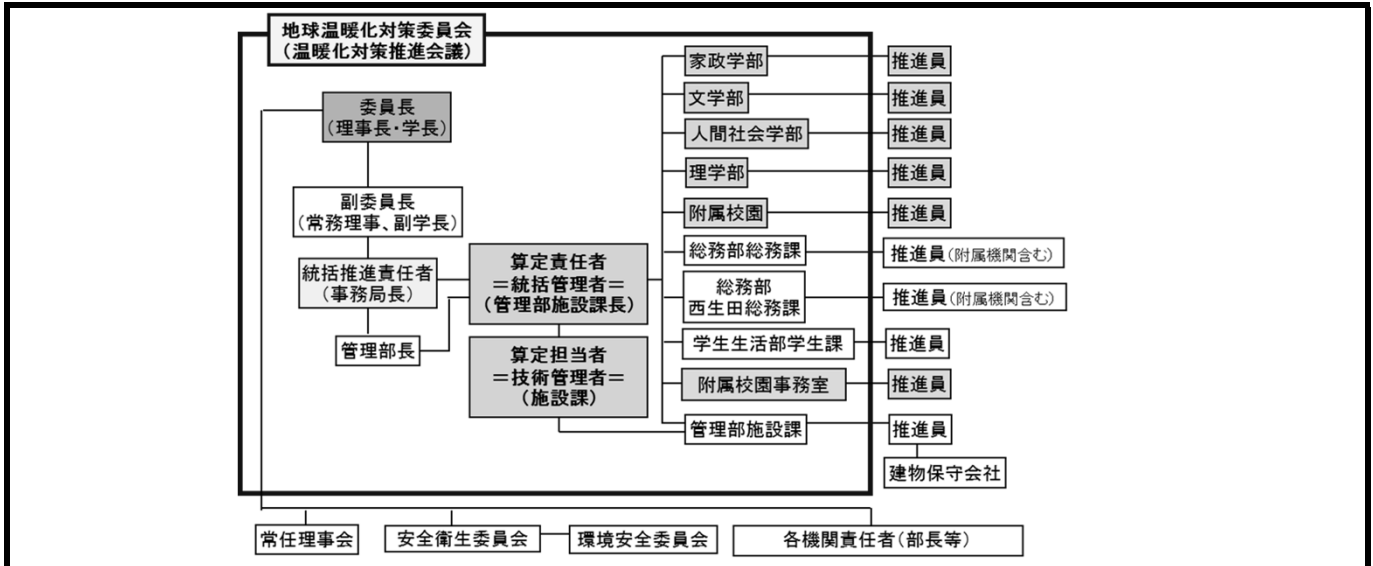 地球温暖化対策委員会
（温暖化対策推進会議）
委員長
（理事長・学長）
副委員長
（常務理事、副学長）
統括推進責任者
（事務局長）
管理部長
算定責任者
＝統括管理者＝
（管理部施設課長）
算定担当者
＝技術管理者＝
（施設課）
家政学部
推進員
文学部
推進員
人間社会学部
推進員
理学部
推進員
附属校園
推進員
総務部総務課
推進員（附属機関含む）
総務部
西生田総務課
推進員（附属機関含む）
学生生活部学生課
推進員
附属校園事務室
推進員
管理部施設課
推進員
建物保守会社
常任理事会
安全衛生委員会
環境安全委員会
各機関責任者（部長等）